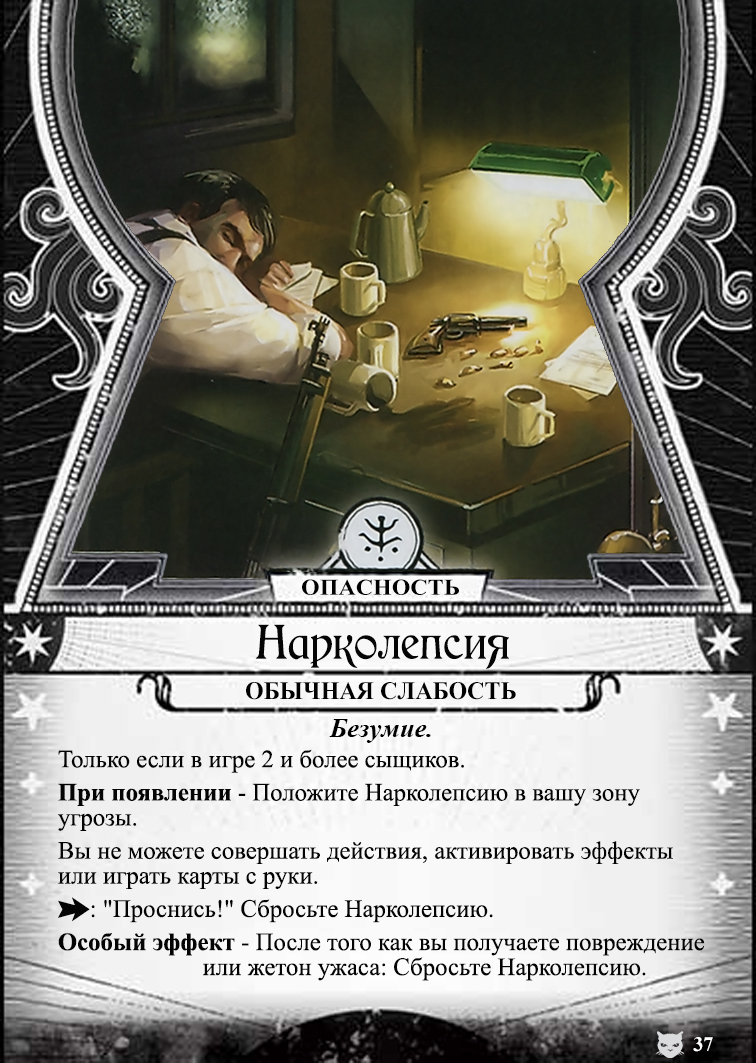 ОПАСНОСТЬ
Нарколепсия
ОБЫЧНАЯ СЛАБОСТЬ
Безумие.
Только если в игре 2 и более сыщиков.
При появлении - Положите Нарколепсию в вашу зону
угрозы.
Вы не можете совершать действия, активировать эффекты
или играть карты с руки.
: "Проснись!" Сбросьте Нарколепсию.
Особый эффект - После того как вы получаете повреждение
или жетон ужаса: Сбросьте Нарколепсию.
37